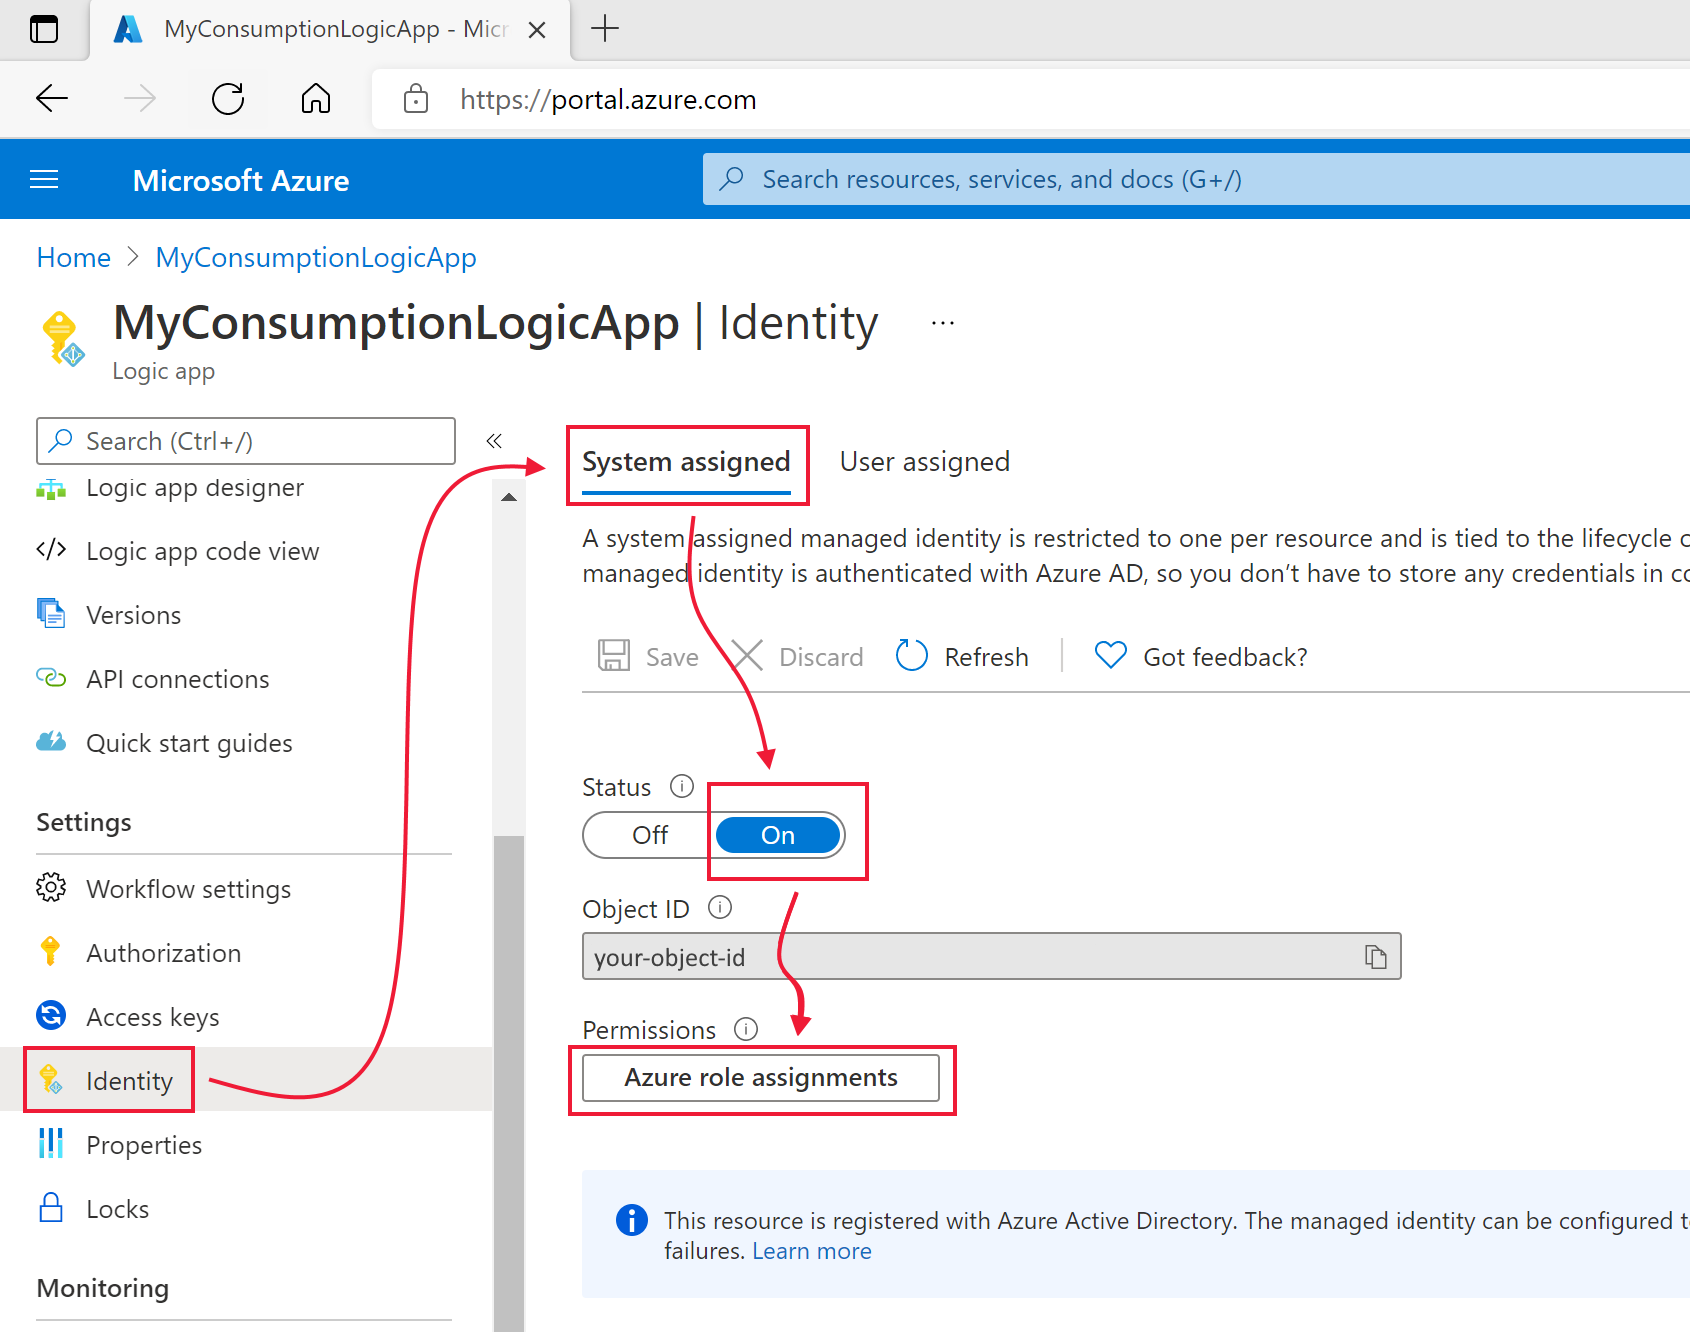 MyConsumptionLogicApp - Micr
https://portal.azure.com
Microsoft Azure
Search resources, services, and docs (G+/)
Home > MyConsumptionLogicApp
MyConsumptionLogicApp | Identity ...
Logic app
Search (Ctrl+/)
Logic app designer
Logic app code view
Versions
API connections
Quick start guides
Settings
Workflow settings
Authorization
Access keys
Identity
Properties
Locks
Monitoring
System assigned
User assigned
A system assigned managed identity is restricted to one per resource and is tied to the lifecycle
managed identity is authenticated with Azure AD, so you don’t have to store any credentials in
Save
Discard
Refresh
Got feedback?
Status
Off
On
Object ID
your-object-id
Permissions
Azure role assignments
This resource is registered with Azure Active Directory. The managed identity can be configured
failures. Learn more